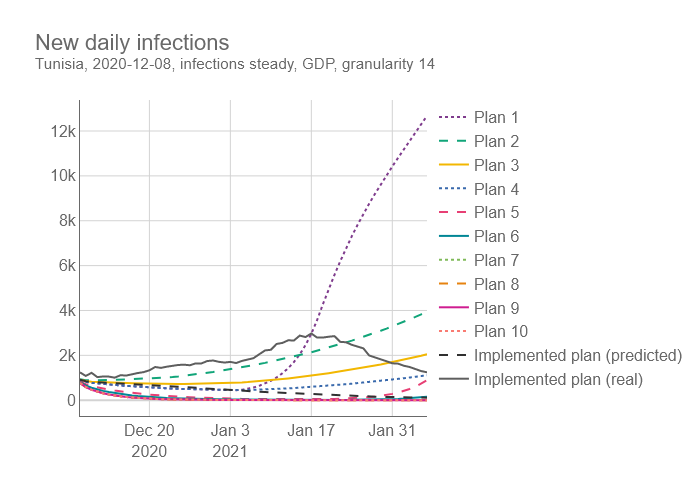 New daily infections
Tunisia, 2020-12-08, infections steady, GDP, granularity 14
12k
10k
8k
6k
4k
2k
0
Dec 20
2020
Jan 3
2021
Jan 17
Jan 31
Plan 1
Plan 2
Plan 3
Plan 4
Plan 5
Plan 6
Plan 7
Plan 8
Plan 9
Plan 10
Implemented plan (predicted)
Implemented plan (real)